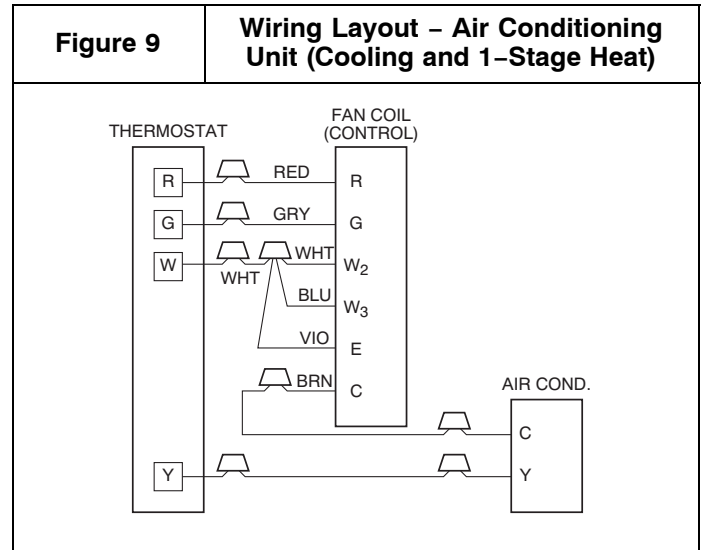 Figure 9
Wiring Layout – Air Conditioning
Unit (Cooling and 1–Stage Heat)
THERMOSTAT
FAN COIL
(CONTROL)
R RED R
G GRY G
W WHT WHT W2
BLU W3
VIO E
BRN C
AIR COND.
C
Y Y